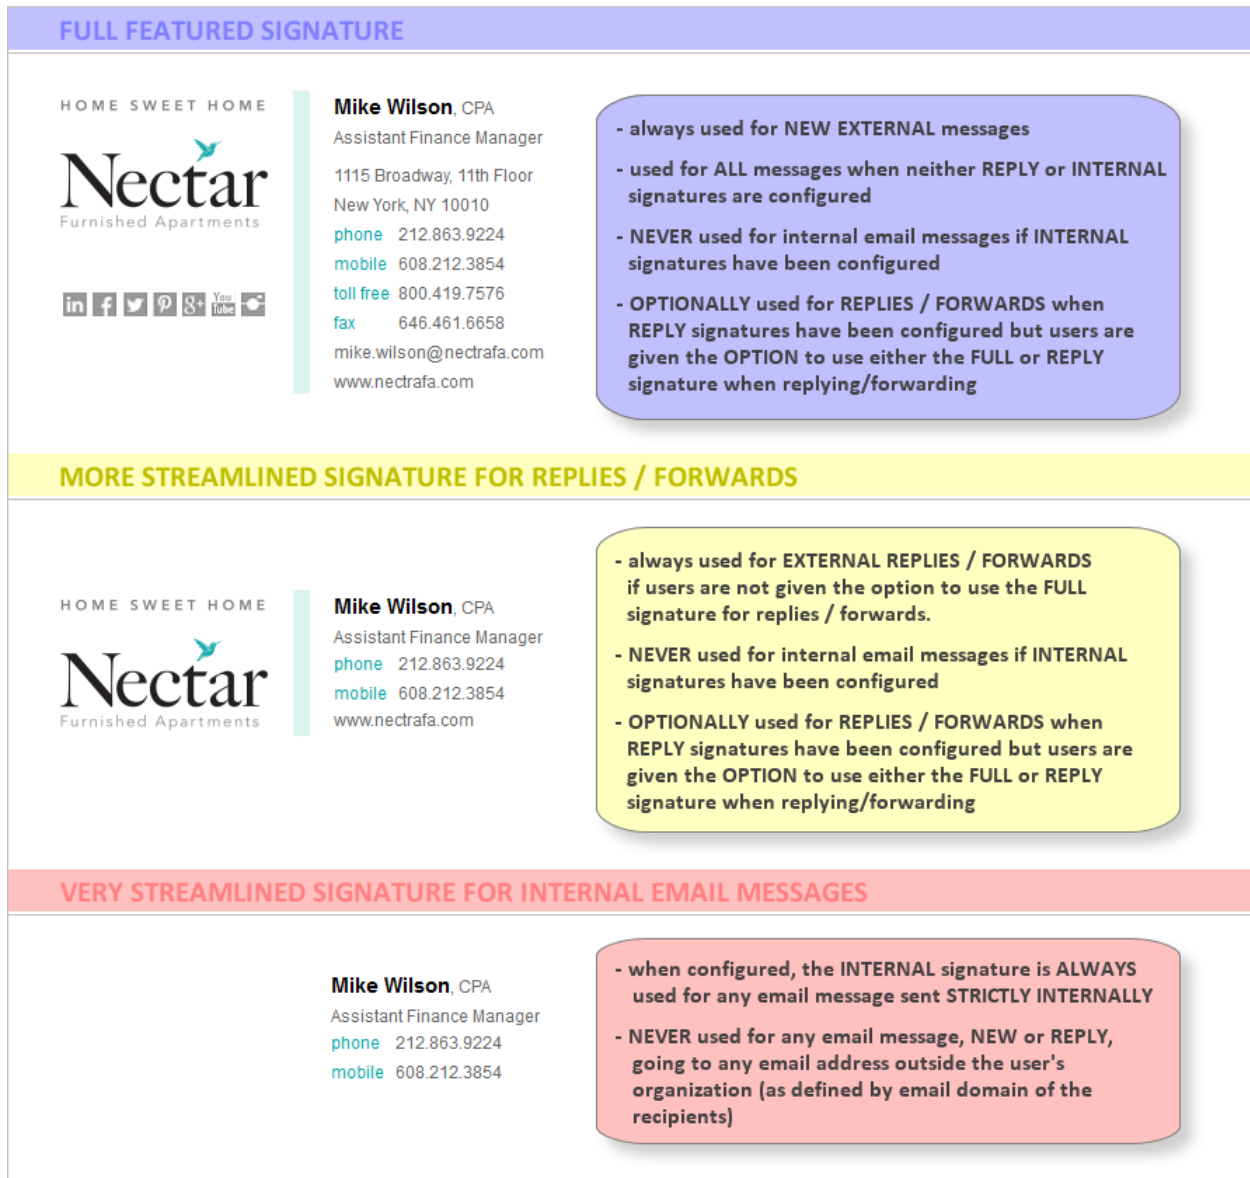 FULL FEATURED SIGNATURE
HOME SWEET HOME
Nectar
Furnished Apartments
in f P g+ You Tube
Mike Wilson, CPA
Assistant Finance Manager
1115 Broadway, 11th Floor
New York, NY 10010
phone 212.863.9224
mobile 608.212.3854
toll free 800.419.7576
fax 646.461.6658
mike.wilson@nectrafa.com
www.nectrafa.com
- always used for NEW EXTERNAL messages
- used for ALL messages when neither REPLY or INTERNAL
signatures are configured
- NEVER used for internal email messages if INTERNAL
signatures have been configured
- OPTIONALLY used for REPLIES / FORWARDS when
REPLY signatures have been configured but users are
given the OPTION to use either the FULL or REPLY
signature when replying/forwarding
MORE STREAMLINED SIGNATURE FOR REPLIES / FORWARDS
HOME SWEET HOME
Nectar
Furnished Apartments
Mike Wilson, CPA
Assistant Finance Manager
phone 212.863.9224
mobile 608.212.3854
www.nectrafa.com
- always used for EXTERNAL REPLIES / FORWARDS
if users are not given the option to use the FULL
signature for replies / forwards.
- NEVER used for internal email messages if INTERNAL
signatures have been configured
- OPTIONALLY used for REPLIES / FORWARDS when
REPLY signatures have been configured but users are
given the OPTION to use either the FULL or REPLY
signature when replying/forwarding
VERY STREAMLINED SIGNATURE FOR INTERNAL EMAIL MESSAGES
Mike Wilson, CPA
Assistant Finance Manager
phone 212.863.9224
mobile 608.212.3854
- when configured, the INTERNAL signature is ALWAYS
used for any email message sent STRICTLY INTERNALLY
- NEVER used for any email message, NEW or REPLY,
going to any email address outside the user's
organization (as defined by email domain of the
recipients)